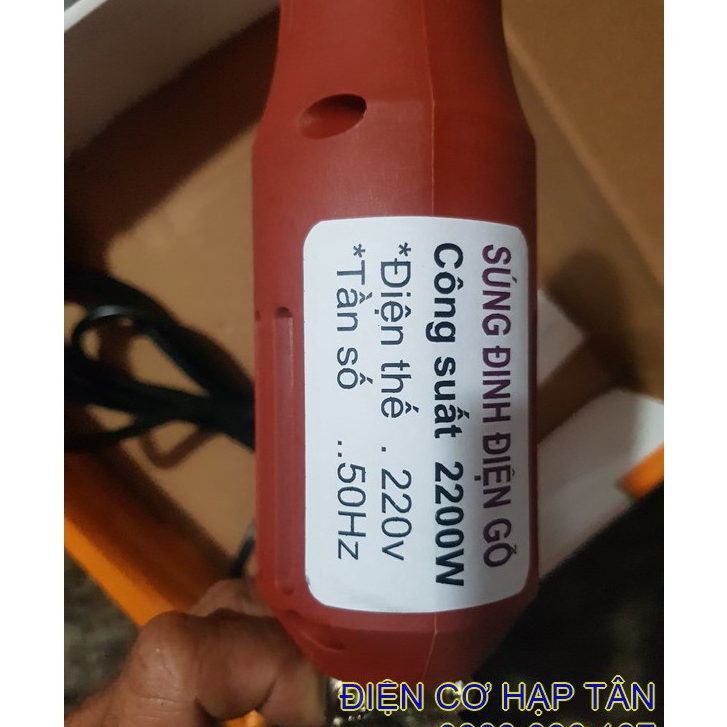 SÚNG ĐINH ĐIỆN GỖ
Công suất 2200W
*Điện thế . 220v
*Tần số ..50Hz
ĐIỆN CƠ HẠP TÂN